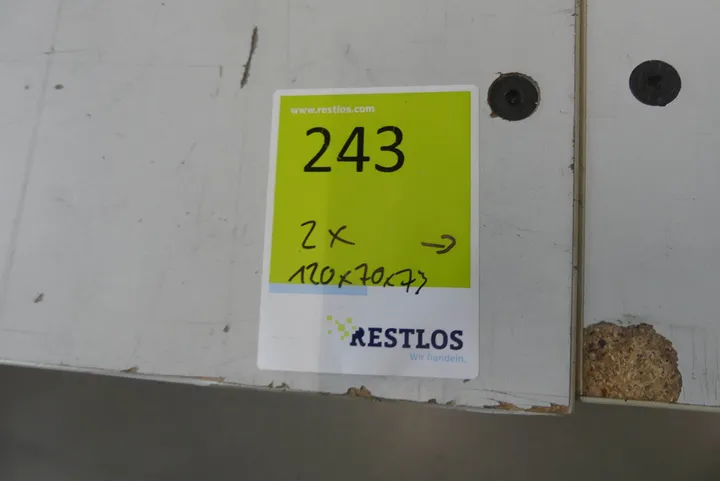 www.restlos.com
243
2x →
120x70x73
RESTLOS
Wir handeln.